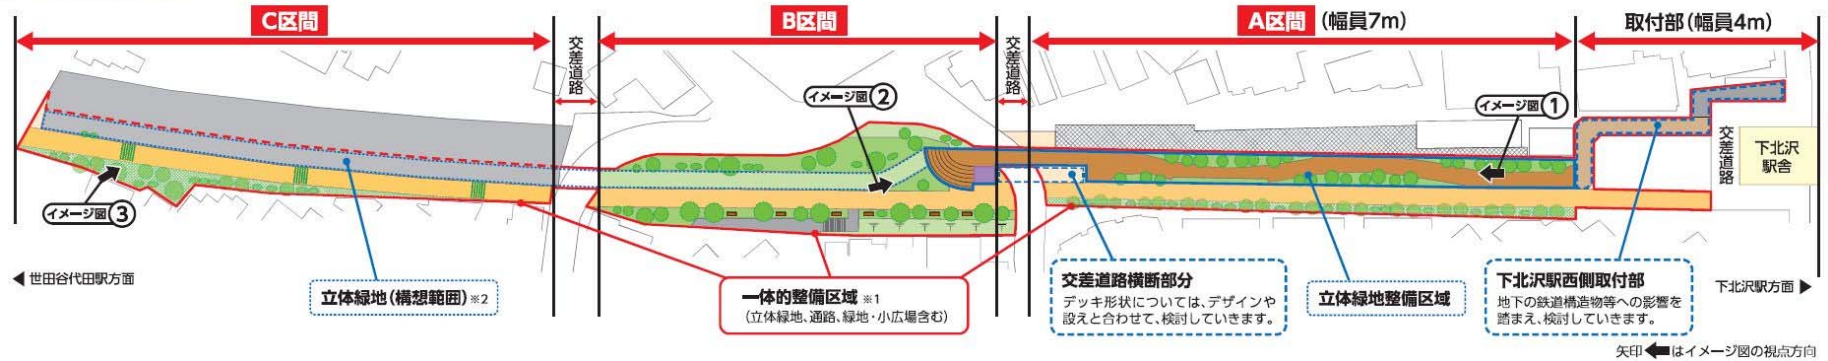 C区間
B区間
A区間(幅員7m)
取付部(幅員4m)
交差道路
交差道路
イメージ図②
イメージ図①
交差道路
下北沢
駅舎
イメージ図③
◀世田谷代田駅方面
立体緑地(構想範囲)※2
一体的整備区域 ※1
(立体緑地、通路、緑地・小広場含む)
交差道路横断部分
デッキ形状については、デザインや
設えと合わせて、検討していきます。
立体緑地整備区域
下北沢駅西側取付部
地下の鉄道構造物等への影響を
踏まえ、検討していきます。
下北沢駅方面▶
矢印⬅はイメージ図の視点方向